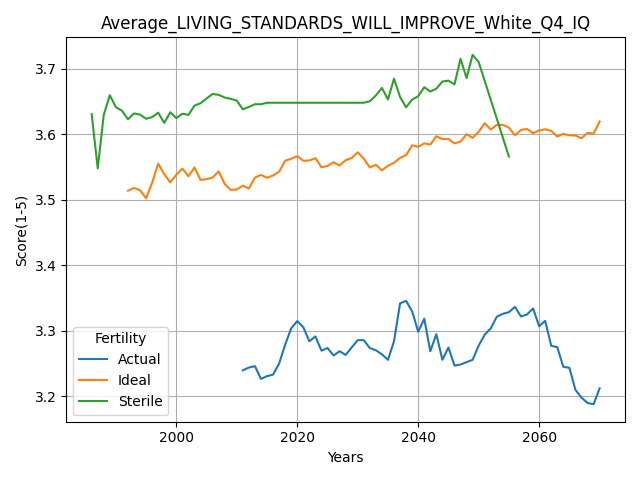 Average_LIVING_STANDARDS_WILL_IMPROVE_White_Q4_IQ
Score(1-5)
3.7
3.6
3.5
3.4
3.3
3.2
Fertility
Actual
Ideal
Sterile
2000 2020 2040 2060
Years